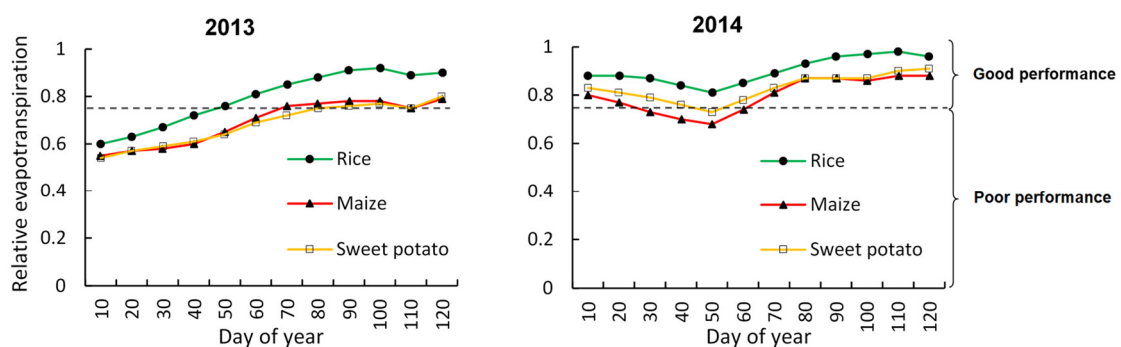 2013
Relative evapotranspiration
1
0.8
0.6
0.4
0.2
0
Rice
Maize
Sweet potato
10 20 30 40 50 60 70 80 90 100 110 120
Day of year
2014
1
0.8
0.6
0.4
0.2
0
Rice
Maize
Sweet potato
10 20 30 40 50 60 70 80 90 100 110 120
Day of year
Good performance
Poor performance